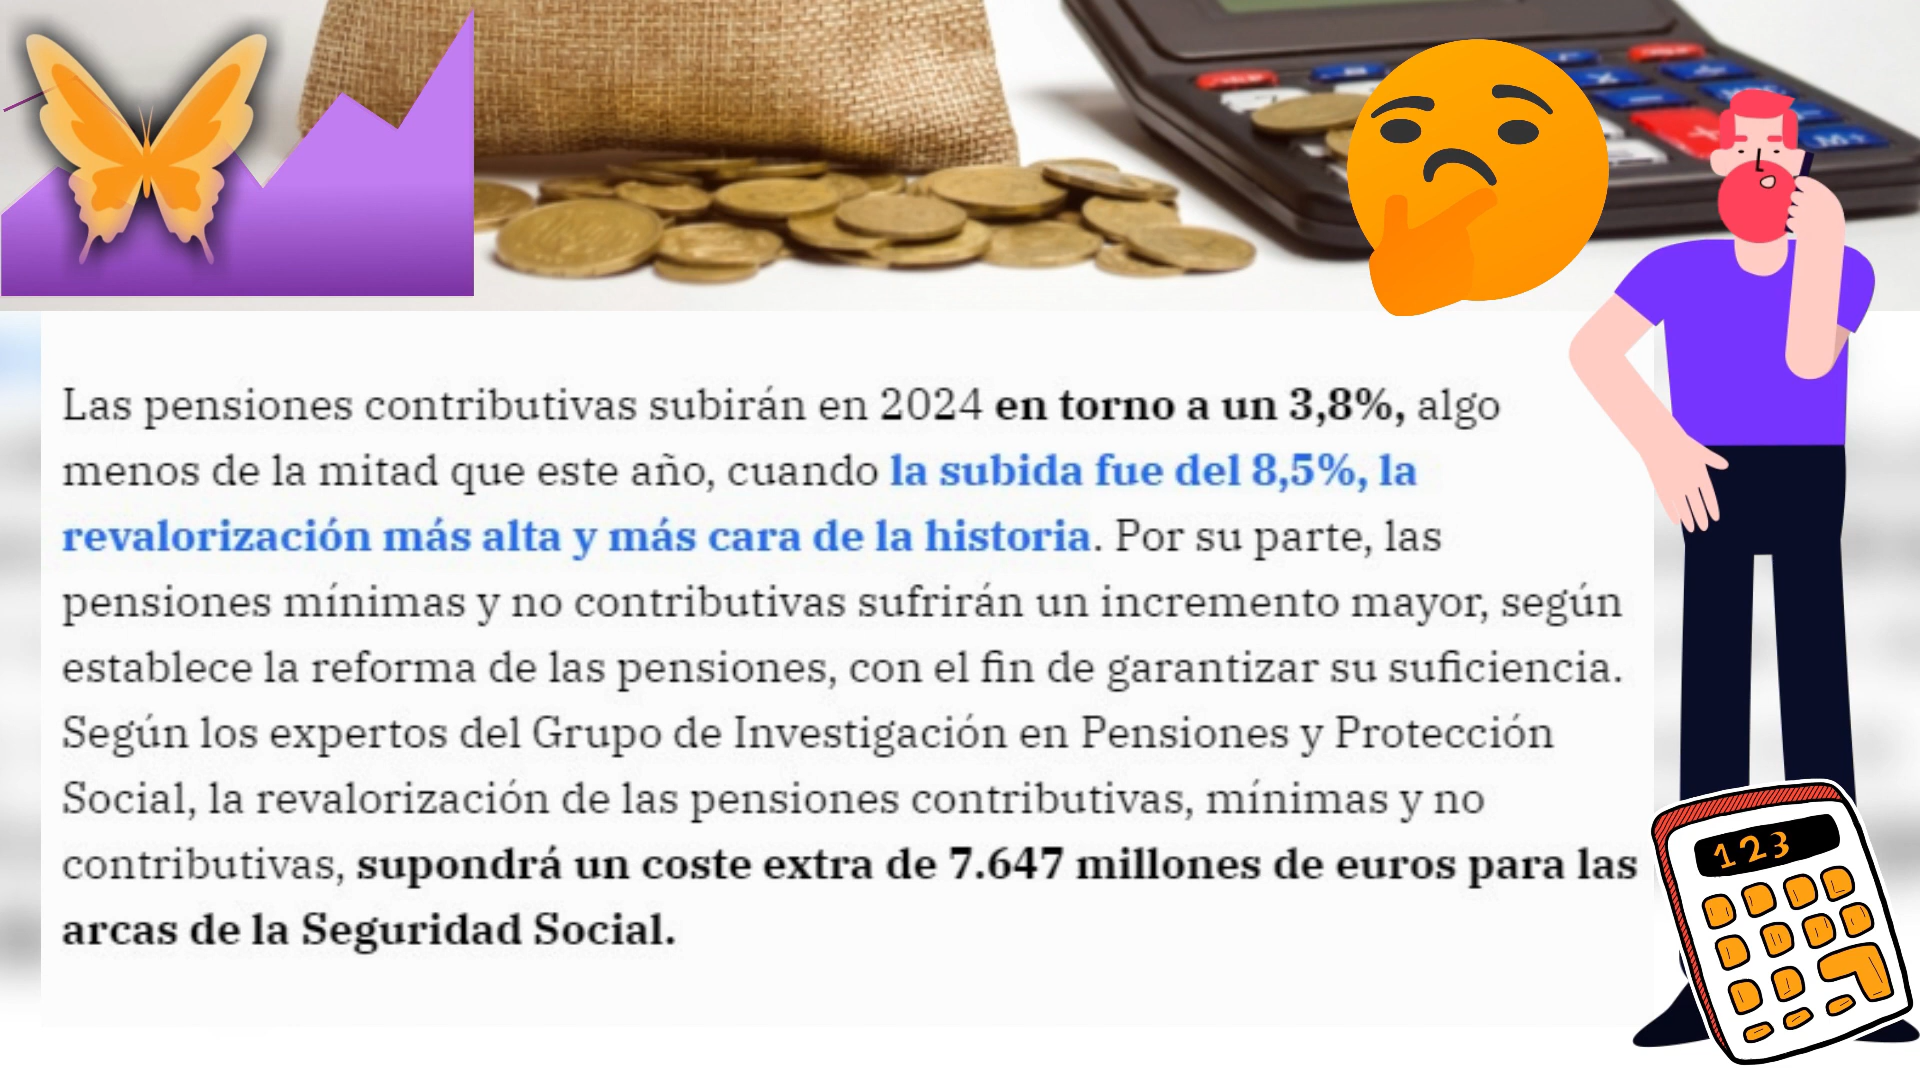 Las pensiones contributivas subirán en 2024 en torno a un 3,8%, algo
menos de la mitad que este año, cuando la subida fue del 8,5%, la
revalorización más alta y más cara de la historia. Por su parte, las
pensiones mínimas y no contributivas sufrirán un incremento mayor, según
establece la reforma de las pensiones, con el fin de garantizar su suficiencia.
Según los expertos del Grupo de Investigación en Pensiones y Protección
Social, la revalorización de las pensiones contributivas, mínimas y no
contributivas, supondrá un coste extra de 7.647 millones de euros para las
arcas de la Seguridad Social.
123